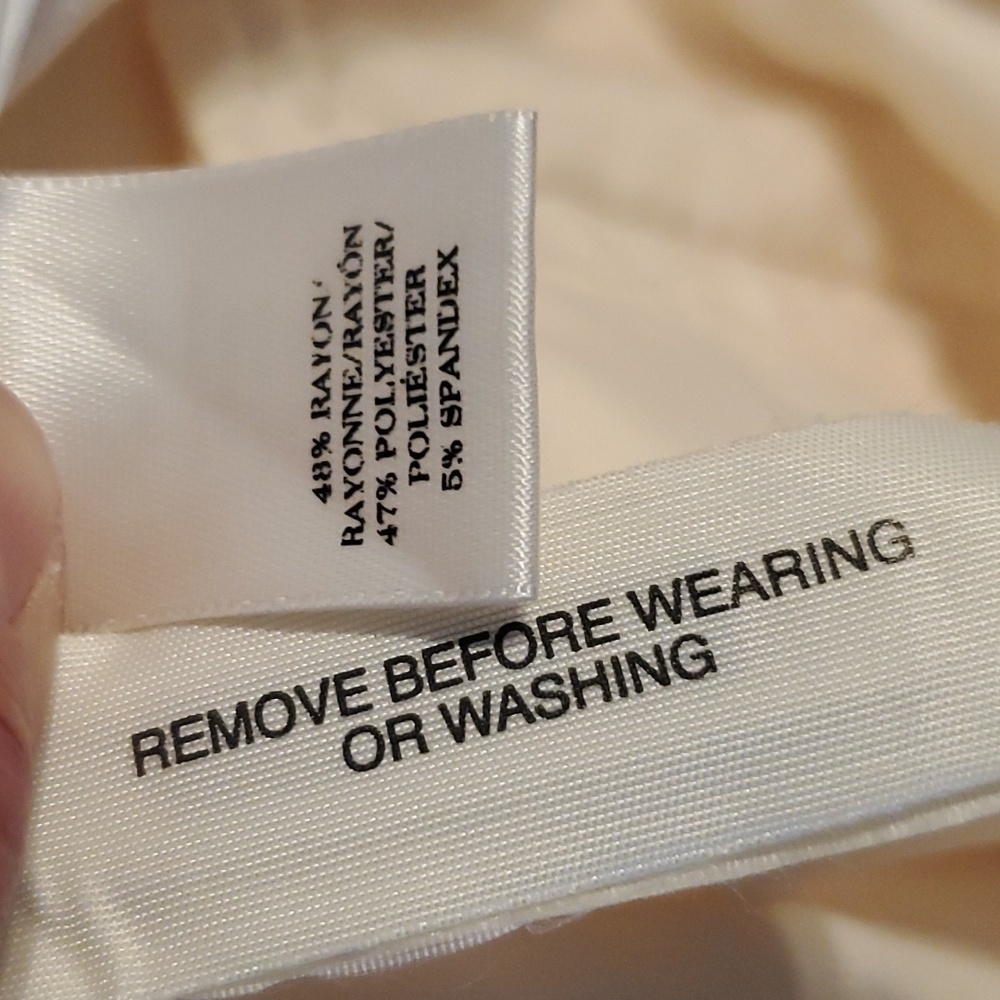 48% RAYON/
RAYONNE/RAYÓN
47% POLYESTER/
POLIÉSTER
5% SPANDEX
REMOVE BEFORE WEARING
OR WASHING